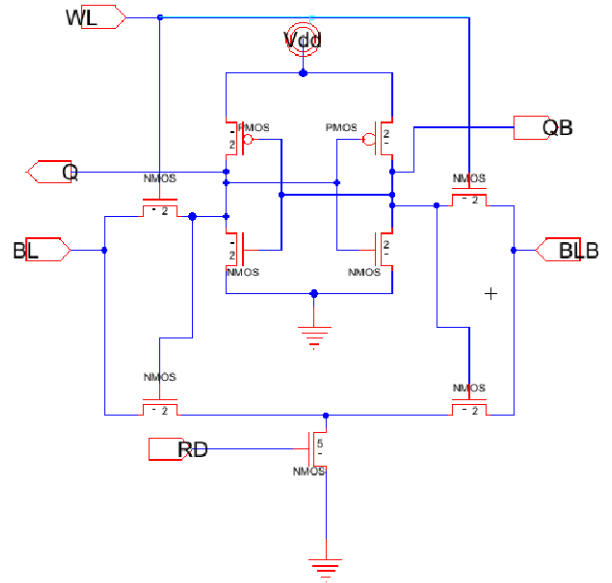 WL
Vdd
PMOS
- 2
PMOS
2 -
QB
Q
NMOS
- 2
NMOS
- 2
BL
- 2
NMOS
2 -
NMOS
BLB
NMOS
- 2
NMOS
- 2
RD
5 -
NMOS